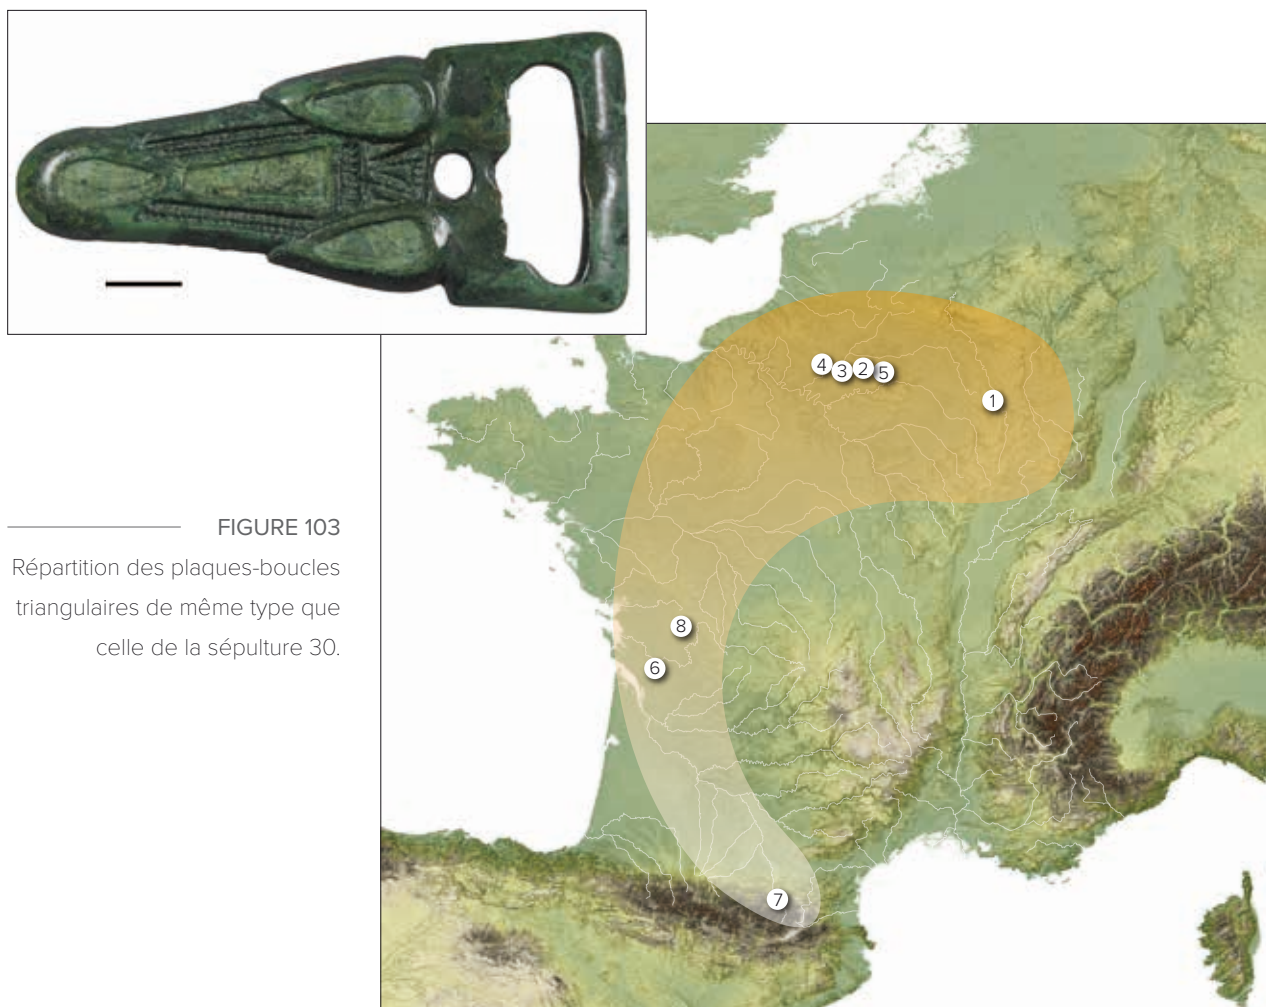 FIGURE 103
Répartition des plaques-boucles
triangulaires de même type que
celle de la sépulture 30.
4 3 2 5
1
8
6
7